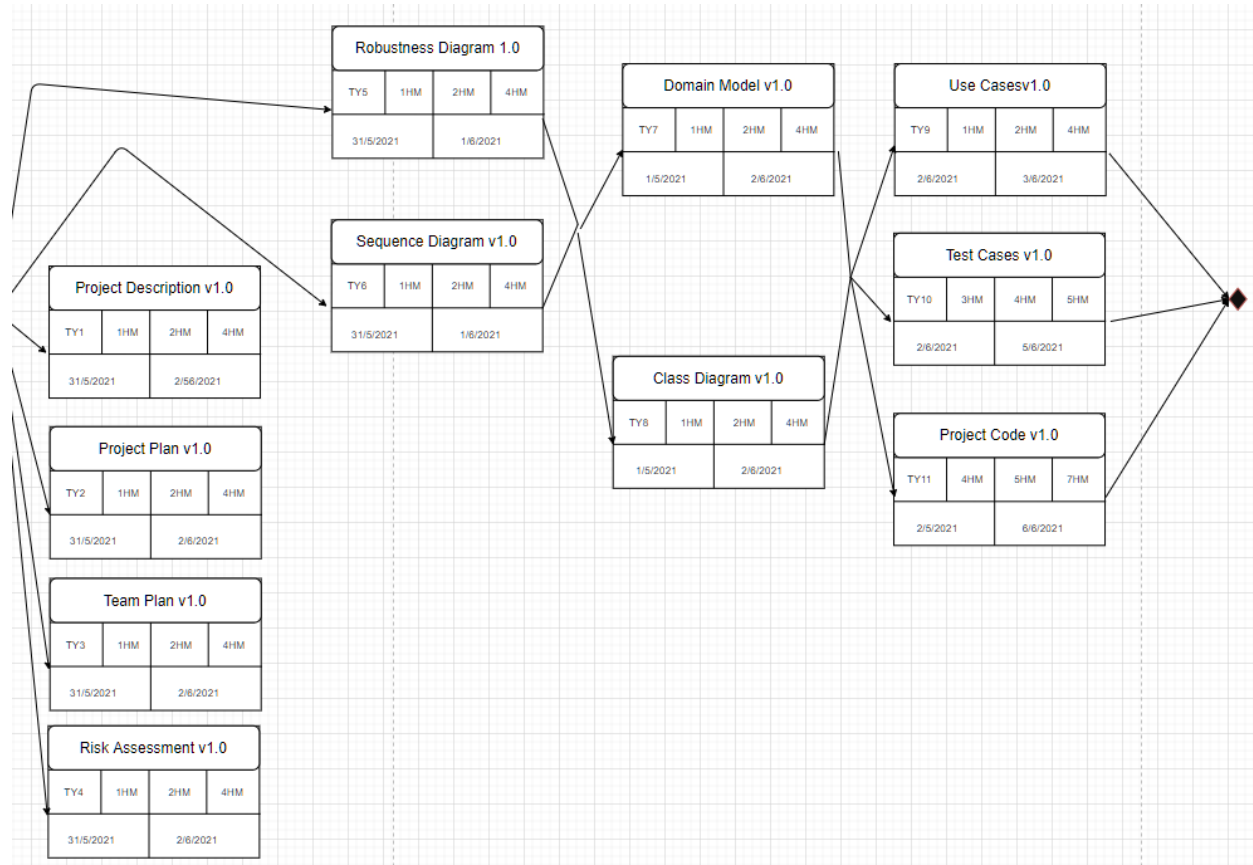 Robustness Diagram 1.0
TY5 1HM 2HM 4HM
31/5/2021 1/6/2021
Sequence Diagram v1.0
TY6 1HM 2HM 4HM
31/5/2021 1/6/2021
Project Description v1.0
TY1 1HM 2HM 4HM
31/5/2021 2/56/2021
Project Plan v1.0
TY2 1HM 2HM 4HM
31/5/2021 2/6/2021
Team Plan v1.0
TY3 1HM 2HM 4HM
31/5/2021 2/6/2021
Risk Assessment v1.0
TY4 1HM 2HM 4HM
31/5/2021 2/6/2021
Domain Model v1.0
TY7 1HM 2HM 4HM
1/5/2021 2/6/2021
Class Diagram v1.0
TY8 1HM 2HM 4HM
1/5/2021 2/6/2021
Use Casesv1.0
TY9 1HM 2HM 4HM
2/6/2021 3/6/2021
Test Cases v1.0
TY10 3HM 4HM 5HM
2/6/2021 5/6/2021
Project Code v1.0
TY11 4HM 5HM 7HM
2/5/2021 6/6/2021